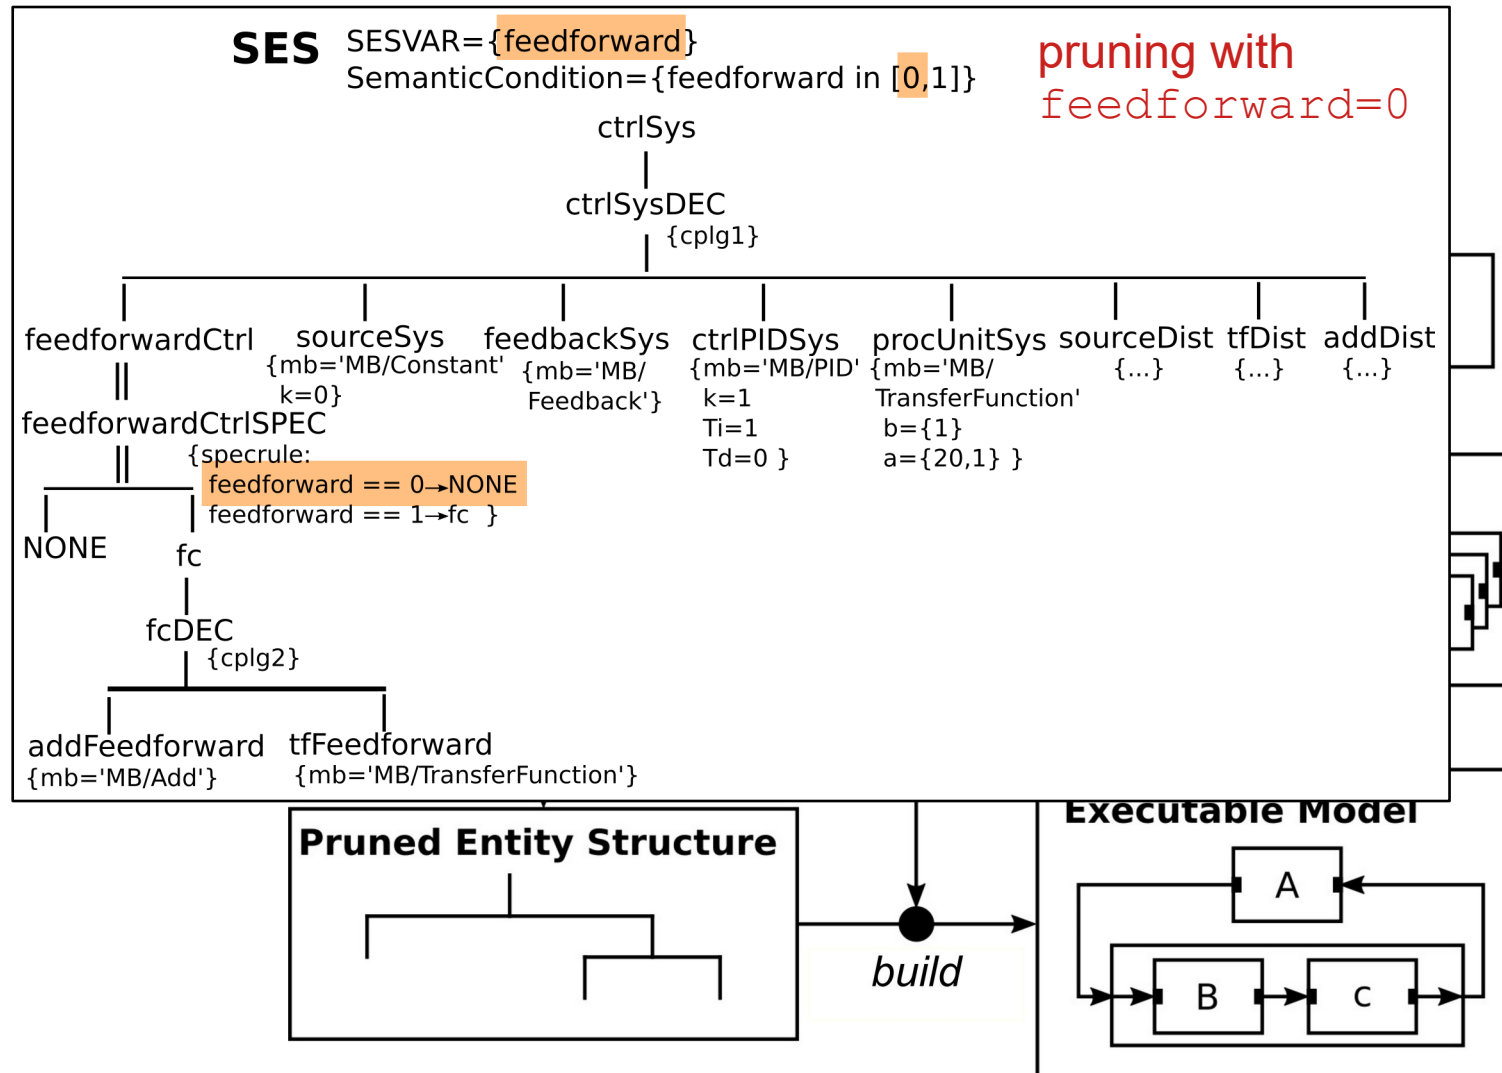 SES
SESVAR={feedforward}
SemanticCondition={feedforward in [0,1]}
pruning with
feedforward=0
ctrlSys
ctrlSysDEC
{cplg1}
feedforwardCtrl
sourceSys
{mb='MB/Constant'
k=0}
feedbackSys
{mb='MB/
Feedback'}
ctrlPIDSys
{mb='MB/PID'
k=1
Ti=1
Td=0 }
procUnitSys
{mb='MB/
TransferFunction'
b={1}
a={20,1} }
sourceDist
{...}
tfDist
{...}
addDist
{...}
feedforwardCtrlSPEC
{specrule:
feedforward == 0→NONE
feedforward == 1→fc }
NONE
fc
fcDEC
{cplg2}
addFeedforward
{mb='MB/Add'}
tfFeedforward
{mb='MB/TransferFunction'}
Pruned Entity Structure
build
Executable Model
A
B
c